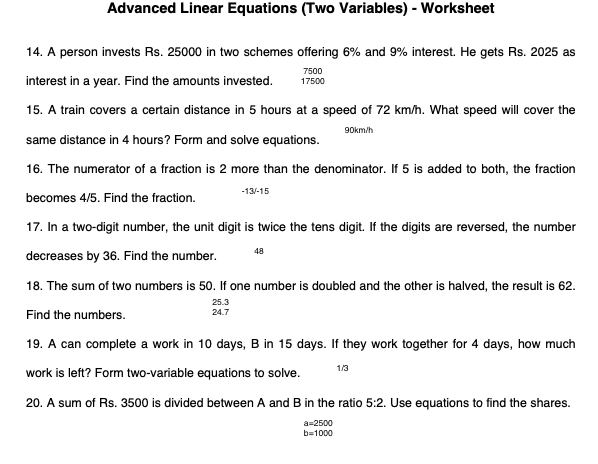 Advanced Linear Equations (Two Variables) - Worksheet
14. A person invests Rs. 25000 in two schemes offering 6% and 9% interest. He gets Rs. 2025 as
interest in a year. Find the amounts invested.
7500
17500
15. A train covers a certain distance in 5 hours at a speed of 72 km/h. What speed will cover the
same distance in 4 hours? Form and solve equations.
90km/h
16. The numerator of a fraction is 2 more than the denominator. If 5 is added to both, the fraction
becomes 4/5. Find the fraction.
-13/-15
17. In a two-digit number, the unit digit is twice the tens digit. If the digits are reversed, the number
decreases by 36. Find the number.
48
18. The sum of two numbers is 50. If one number is doubled and the other is halved, the result is 62.
Find the numbers.
25.3
24.7
19. A can complete a work in 10 days, B in 15 days. If they work together for 4 days, how much
work is left? Form two-variable equations to solve.
1/3
20. A sum of Rs. 3500 is divided between A and B in the ratio 5:2. Use equations to find the shares.
a=2500
b=1000